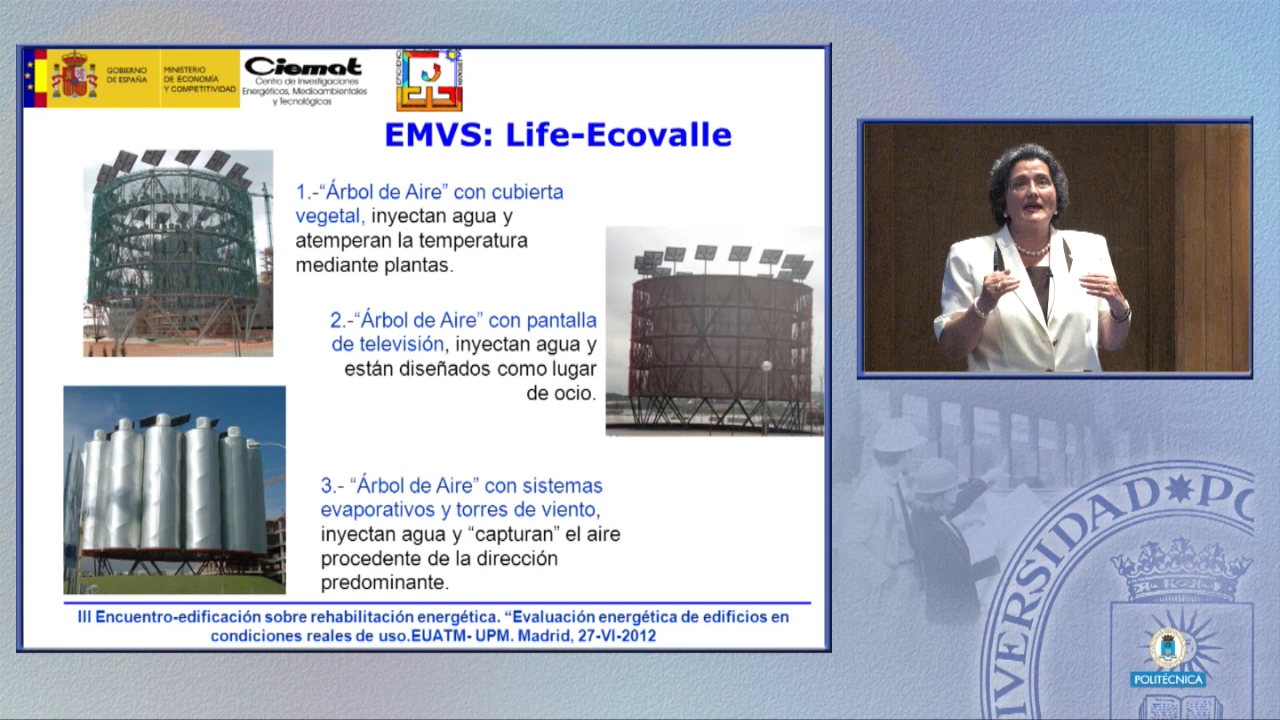 GOBIERNO
DE ESPAÑA
MINISTERIO
DE ECONOMÍA
Y COMPETITIVIDAD
Ciemat
Centro de Investigaciones
Energéticas, Medioambientales
y Tecnológicas
EMVS: Life-Ecovalle
1.-“Árbol de Aire” con cubierta
vegetal, inyectan agua y
atemperan la temperatura
mediante plantas.
2.-“Árbol de Aire” con pantalla
de televisión, inyectan agua y
están diseñados como lugar
de ocio.
3.- “Árbol de Aire” con sistemas
evaporativos y torres de viento,
inyectan agua y “capturan” el aire
procedente de la dirección
predominante.
III Encuentro-edificación sobre rehabilitación energética. “Evaluación energética de edificios en
condiciones reales de uso.EUATM- UPM. Madrid, 27-VI-2012
IVERSIDAD PO
POLITÉCNICA